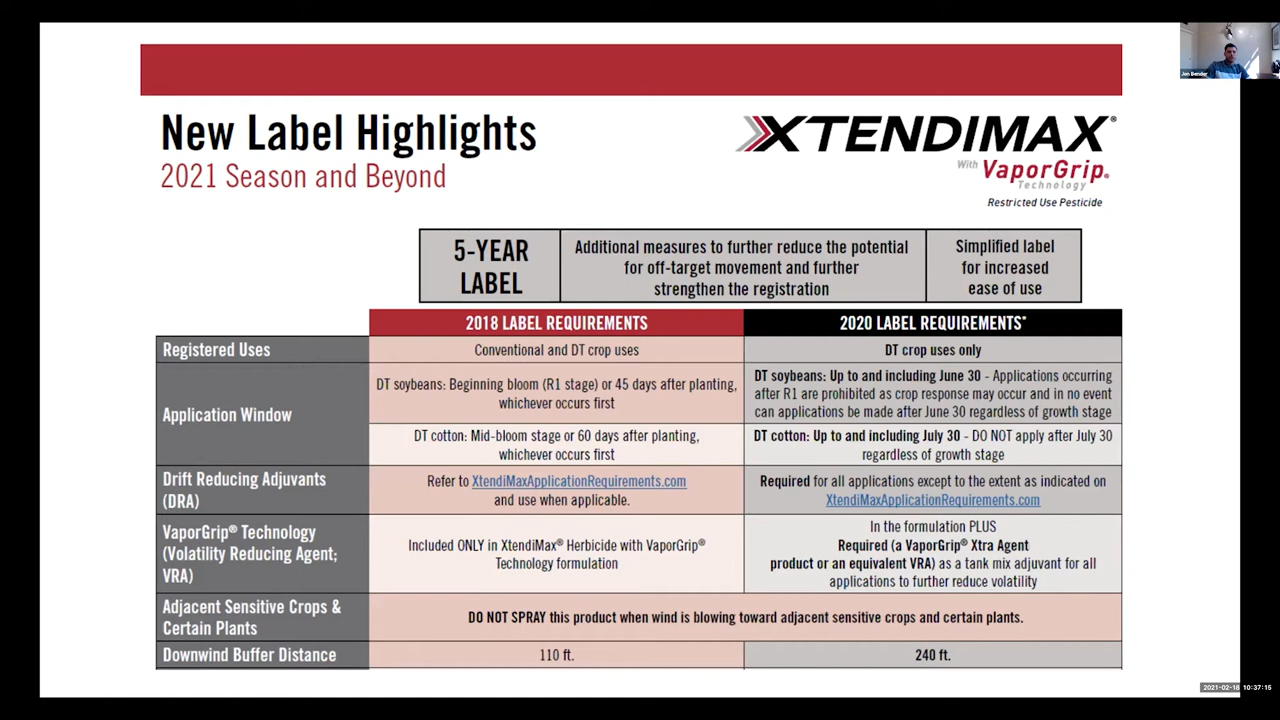 Jon Bender
New Label Highlights
2021 Season and Beyond
XTENDIMAX®
With VaporGrip®
Technology
Restricted Use Pesticide
5-YEAR
LABEL
Additional measures to further reduce the potential
for off-target movement and further
strengthen the registration
Simplified label
for increased
ease of use
2018 LABEL REQUIREMENTS
2020 LABEL REQUIREMENTS*
Registered Uses
Conventional and DT crop uses
DT crop uses only
Application Window
DT soybeans: Beginning bloom (R1 stage) or 45 days after planting,
whichever occurs first
DT soybeans: Up to and including June 30 - Applications occurring
after R1 are prohibited as crop response may occur and in no event
can applications be made after June 30 regardless of growth stage
DT cotton: Mid-bloom stage or 60 days after planting,
whichever occurs first
DT cotton: Up to and including July 30 - DO NOT apply after July 30
regardless of growth stage
Drift Reducing Adjuvants
(DRA)
Refer to XtendiMaxApplicationRequirements.com
and use when applicable.
Required for all applications except to the extent as indicated on
XtendiMaxApplicationRequirements.com
VaporGrip® Technology
(Volatility Reducing Agent;
VRA)
Included ONLY in XtendiMax® Herbicide with VaporGrip®
Technology formulation
In the formulation PLUS
Required (a VaporGrip® Xtra Agent
product or an equivalent VRA) as a tank mix adjuvant for all
applications to further reduce volatility
Adjacent Sensitive Crops &
Certain Plants
DO NOT SPRAY this product when wind is blowing toward adjacent sensitive crops and certain plants.
Downwind Buffer Distance
110 ft.
240 ft.
2021-02-18 10:37:15